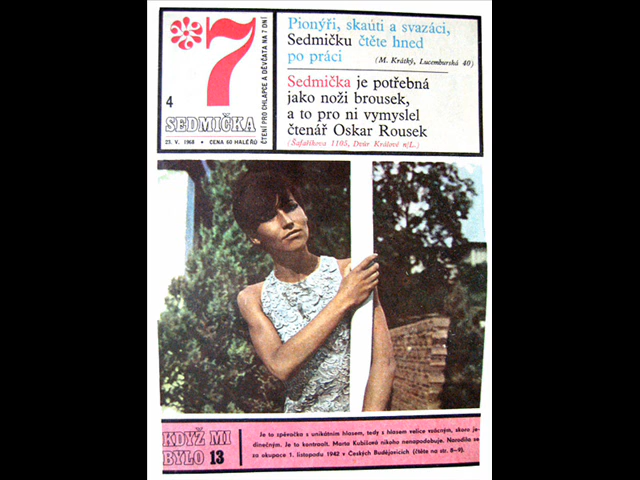 7
4
SEDMIČKA
23. V. 1968 • CENA 60 HALÉŘŮ
ČTENÍ PRO CHLAPCE A DĚVČATA NA 7 DNÍ
Pionýři, skauti a svazáci,
Sedmičku čtěte hned
po práci (M. Krátký, Lucemburská 40)
Sedmička je potřebná
jako noži brousek,
a to pro ni vymyslel
čtenář Oskar Rousek
(Šafaříkova 1105, Dvůr Králové n/L.)
KDYŽ MI
BYLO 13
Je to zpěvačka s unikátním hlasem, tedy s hlasem velice vzácným, skoro je-
dinečným. Je to kontraalt. Marta Kubišová nikoho nenapodobuje. Narodila se
za okupace 1. listopadu 1942 v Českých Budějovicích (čtěte na str. 8–9).